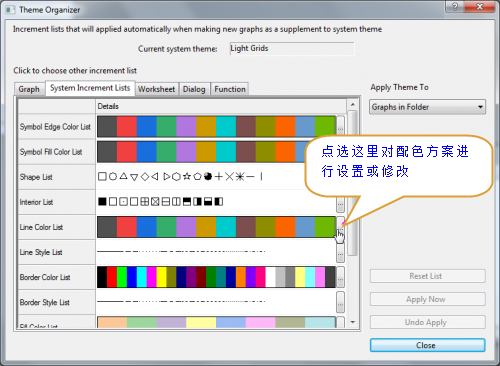 Theme Organizer
Increment lists that will applied automatically when making new graphs as a supplement to system theme
Current system theme: Light Grids
Click to choose other increment list
Graph System Increment Lists Worksheet Dialog Function
Apply Theme To
Graphs in Folder
Details
Symbol Edge Color List
Symbol Fill Color List
Shape List
Interior List
Line Color List
Line Style List
Border Color List
Border Style List
Fill Color List
点选这里对配色方案进
行设置或修改
Reset List
Apply Now
Undo Apply
Close